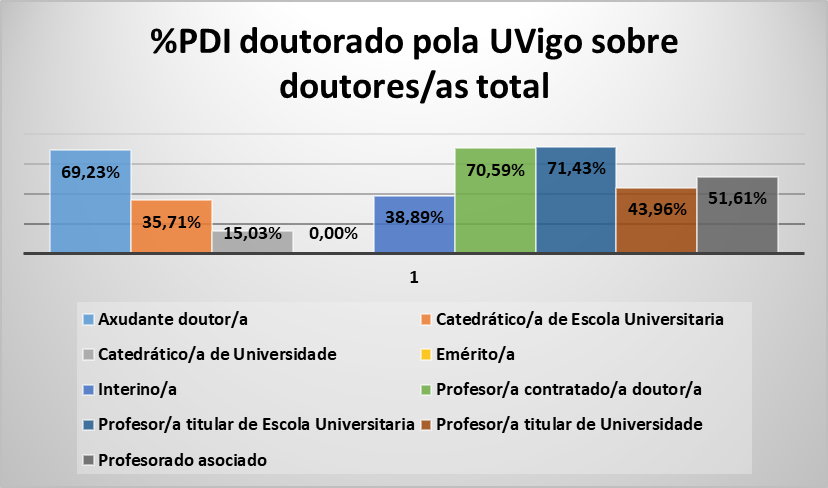 %PDI doutorado pola UVigo sobre
doutores/as total
69,23%
35,71%
15,03%
0,00%
38,89%
70,59%
71,43%
43,96%
51,61%
1
Axudante doutor/a
Catedrático/a de Escola Universitaria
Catedrático/a de Universidade
Emérito/a
Interino/a
Profesor/a contratado/a doutor/a
Profesor/a titular de Escola Universitaria
Profesor/a titular de Universidade
Profesorado asociado